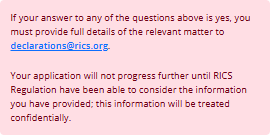 If your answer to any of the questions above is yes, you
must provide full details of the relevant matter to
declarations@rics.org.
Your application will not progress further until RICS
Regulation have been able to consider the information
you have provided; this information will be treated
confidentially.